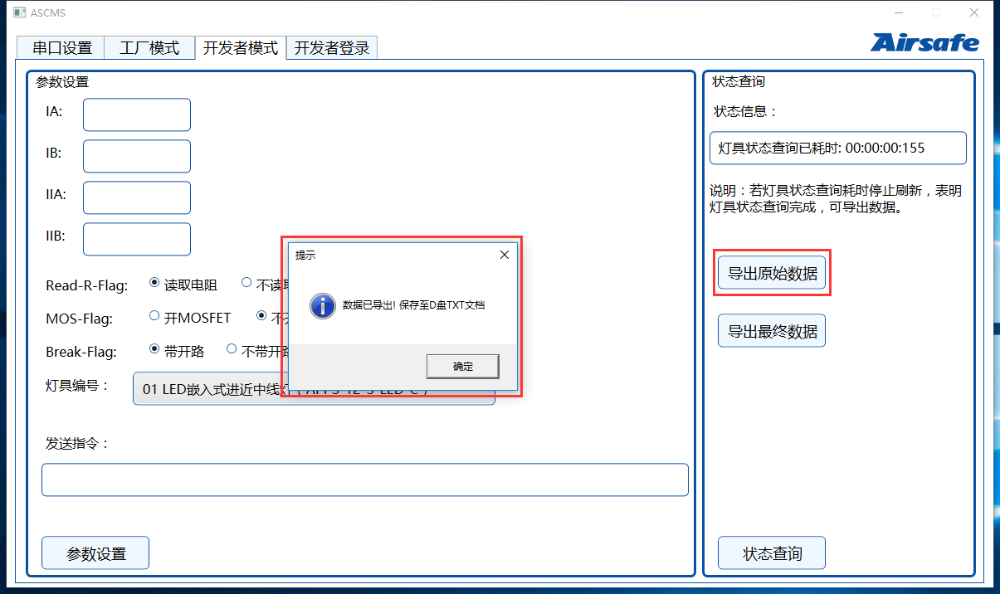 ASCMS
串口设置
工厂模式
开发者模式
开发者登录
Airsafe
参数设置
IA:
IB:
IIA:
IIB:
Read-R-Flag:
读取电阻
不读
MOS-Flag:
开MOSFET
不
Break-Flag:
带开路
不带开路
灯具编号：
01 LED嵌入式进近中线
发送指令：
参数设置
提示
数据已导出! 保存至D盘TXT文档
确定
状态查询
状态信息：
灯具状态查询已耗时: 00:00:00:155
说明：若灯具状态查询耗时停止刷新，表明
灯具状态查询完成，可导出数据。
导出原始数据
导出最终数据
状态查询